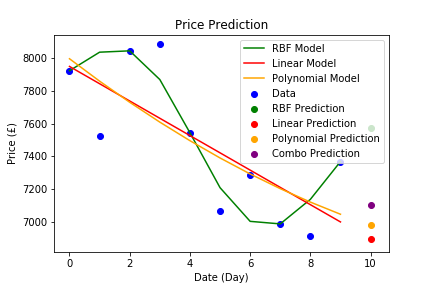 Price Prediction
RBF Model
Linear Model
Polynomial Model
Data
RBF Prediction
Linear Prediction
Polynomial Prediction
Combo Prediction
Price (£)
8000
7800
7600
7400
7200
7000
0 2 4 6 8 10
Date (Day)